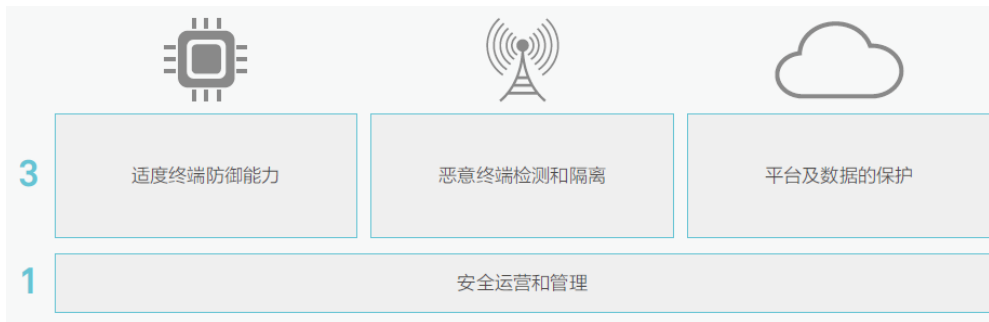 3
适度终端防御能力
恶意终端检测和隔离
平台及数据的保护
1
安全运营和管理